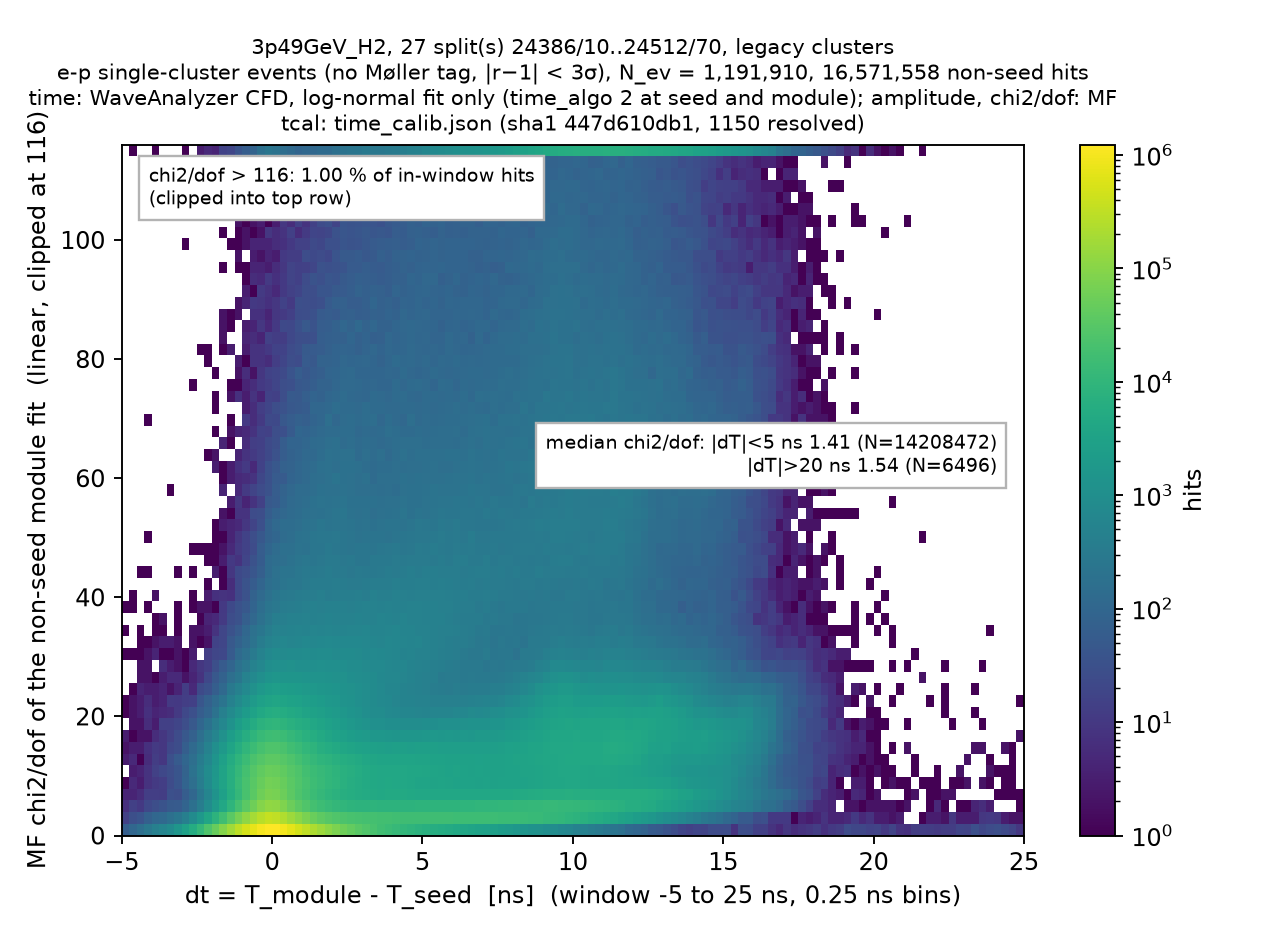 3p49GeV_H2, 27 split(s) 24386/10..24512/70, legacy clusters
e-p single-cluster events (no Møller tag, |r−1| < 3σ), N_ev = 1,191,910, 16,571,558 non-seed hits
time: WaveAnalyzer CFD, log-normal fit only (time_algo 2 at seed and module); amplitude, chi2/dof: MF
tcal: time_calib.json (sha1 447d610db1, 1150 resolved)
chi2/dof > 116: 1.00 % of in-window hits
(clipped into top row)
median chi2/dof: |dT|<5 ns 1.41 (N=14208472)
|dT|>20 ns 1.54 (N=6496)
MF chi2/dof of the non-seed module fit (linear, clipped at 116)
100
80
60
40
20
0
−5
0
5
10
15
20
25
dt = T_module - T_seed [ns] (window -5 to 25 ns, 0.25 ns bins)
10⁶
10⁵
10⁴
10³
10²
10¹
10⁰
hits